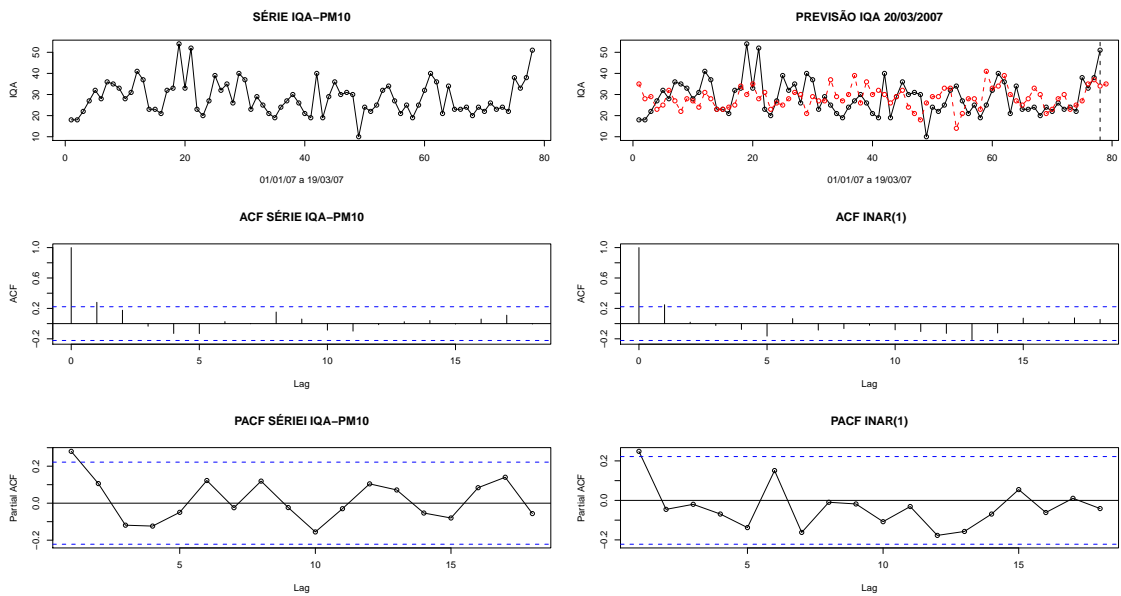 SÉRIE IQA−PM10
IQA
50
40
30
20
10
0 20 40 60 80
01/01/07 a 19/03/07
PREVISÃO IQA 20/03/2007
IQA
50
40
30
20
10
0 20 40 60 80
01/01/07 a 19/03/07
ACF SÉRIE IQA−PM10
ACF
1.0
0.6
0.2
−0.2
0 5 10 15
Lag
ACF INAR(1)
ACF
1.0
0.6
0.2
−0.2
0 5 10 15
Lag
PACF SÉRIEI IQA−PM10
Partial ACF
0.2
0.0
−0.2
5 10 15
Lag
PACF INAR(1)
Partial ACF
0.2
0.0
−0.2
5 10 15
Lag